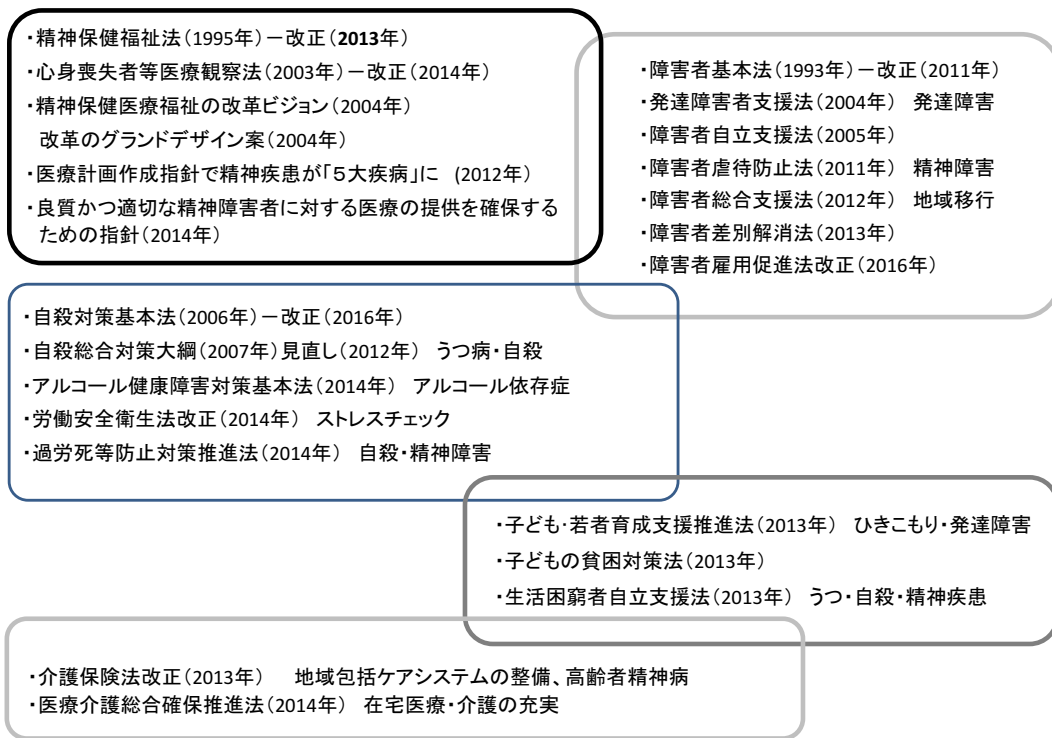 ・精神保健福祉法(1995年)－改正(2013年)
・心身喪失者等医療観察法(2003年)－改正(2014年)
・精神保健医療福祉の改革ビジョン(2004年)
改革のグランドデザイン案(2004年)
・医療計画作成指針で精神疾患が「５大疾病」に (2012年)
・良質かつ適切な精神障害者に対する医療の提供を確保する
ための指針(2014年)
・障害者基本法(1993年)－改正(2011年)
・発達障害者支援法(2004年) 発達障害
・障害者自立支援法(2005年)
・障害者虐待防止法(2011年) 精神障害
・障害者総合支援法(2012年) 地域移行
・障害者差別解消法(2013年)
・障害者雇用促進法改正(2016年)
・自殺対策基本法(2006年)－改正(2016年)
・自殺総合対策大綱(2007年)見直し(2012年) うつ病・自殺
・アルコール健康障害対策基本法(2014年) アルコール依存症
・労働安全衛生法改正(2014年) ストレスチェック
・過労死等防止対策推進法(2014年) 自殺・精神障害
・子ども・若者育成支援推進法(2013年) ひきこもり・発達障害
・子どもの貧困対策法(2013年)
・生活困窮者自立支援法(2013年) うつ・自殺・精神疾患
・介護保険法改正(2013年) 地域包括ケアシステムの整備、高齢者精神病
・医療介護総合確保推進法(2014年) 在宅医療・介護の充実